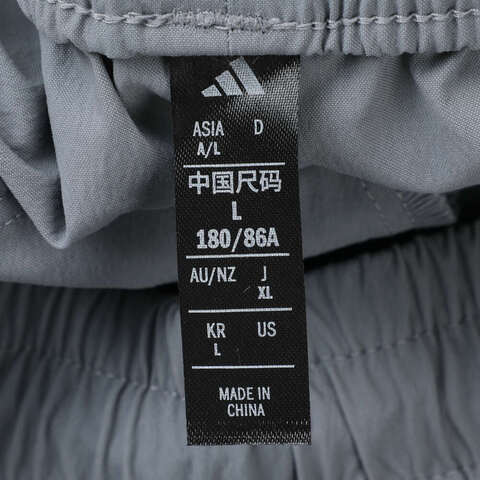 ASIA D
A/L
中国尺码
L
180/86A
AU/NZ J
XL
KR US
L
MADE IN
CHINA